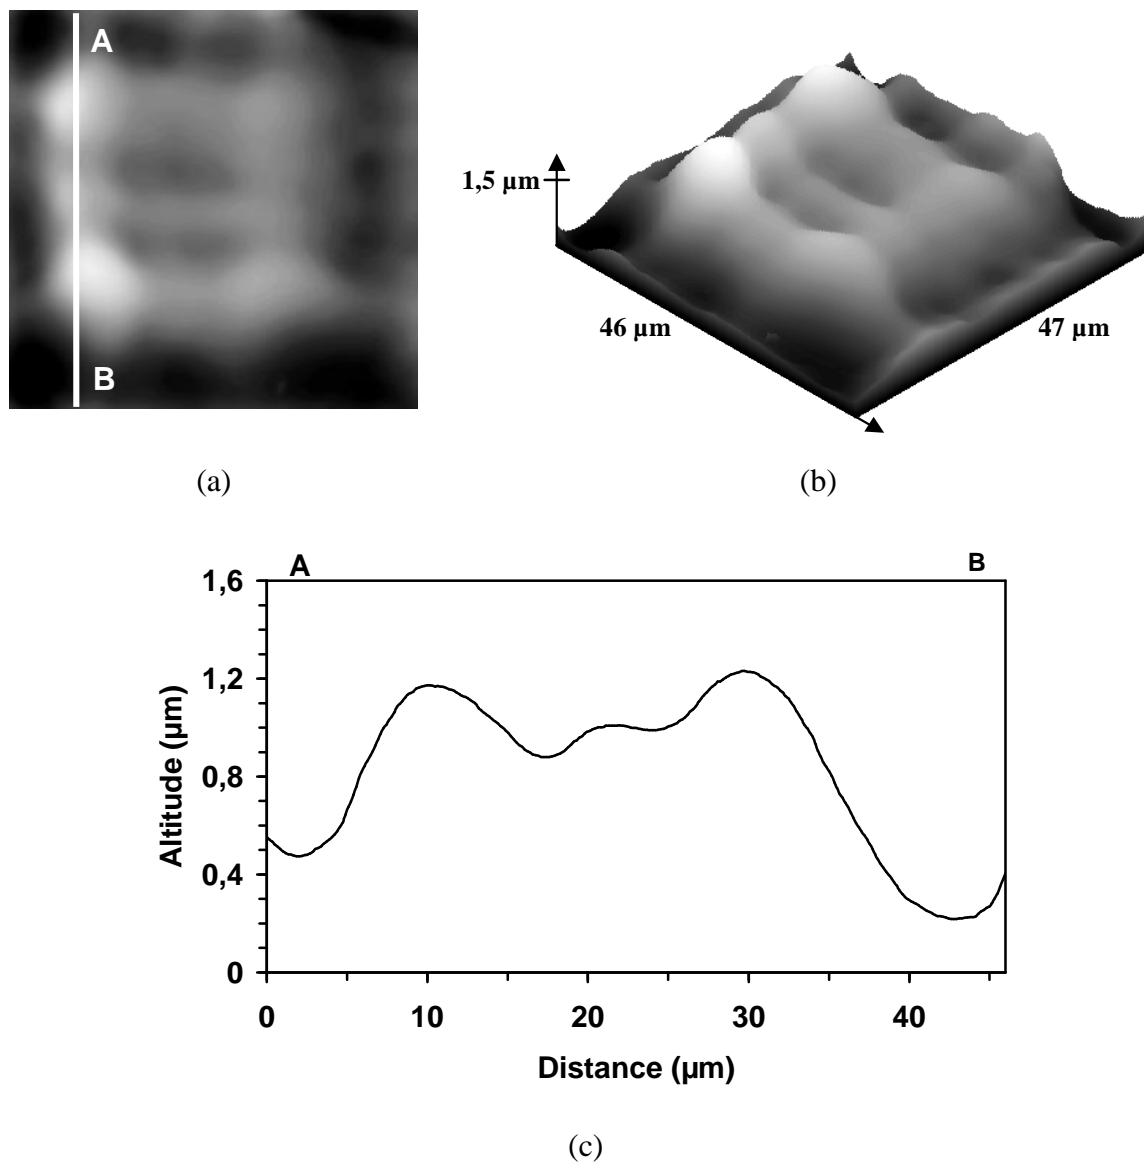 A
B
1,5 µm
46 µm
47 µm
(a)
(b)
A
B
1,6
1,2
0,8
0,4
0
Altitude (µm)
0 10 20 30 40
Distance (µm)
(c)